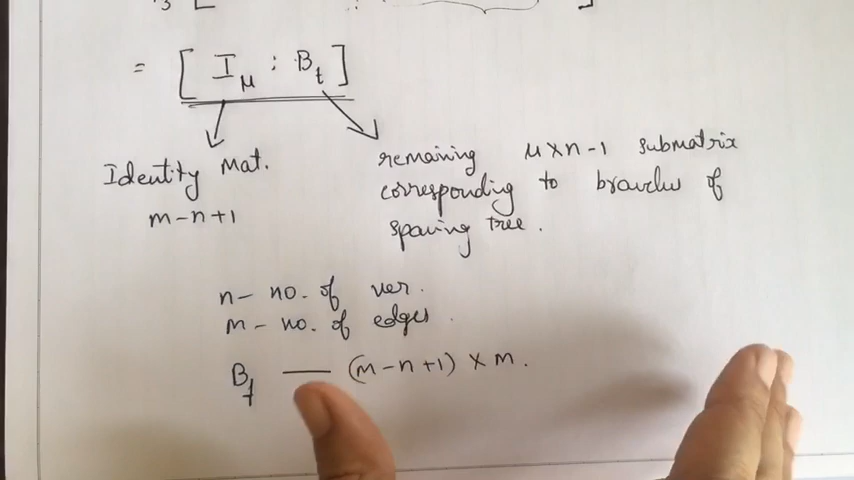 = [ I_μ : B_t ]
Identity Mat.
m-n+1
remaining μ×n-1 submatrix
corresponding to branches of
spaning tree.
n- no. of ver.
m- no. of edges.
B_f — (m-n+1) × m.